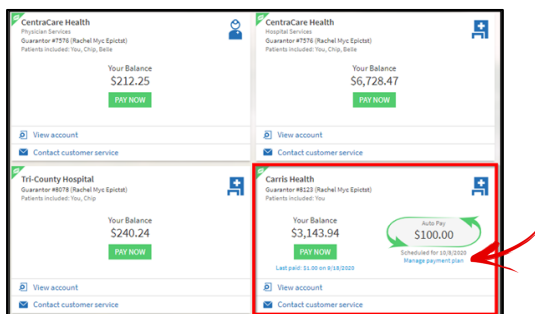 CentraCare Health
Physician Services
Guarantor #7576 (Rachel Myc Epictst)
Patients included: You, Chip, Belle
Your Balance
$212.25
PAY NOW
View account
Contact customer service
CentraCare Health
Hospital Services
Guarantor #7576 (Rachel Myc Epictst)
Patients included: You, Chip, Belle
Your Balance
$6,728.47
PAY NOW
View account
Contact customer service
Tri-County Hospital
Guarantor #8078 (Rachel Myc Epictst)
Patients included: You, Chip
Your Balance
$240.24
PAY NOW
View account
Contact customer service
Carris Health
Guarantor #8123 (Rachel Myc Epictst)
Patients included: You
Your Balance
$3,143.94
PAY NOW
Last paid: $1.00 on 9/18/2020
Auto Pay
$100.00
Scheduled for 10/8/2020
Manage payment plan
View account
Contact customer service